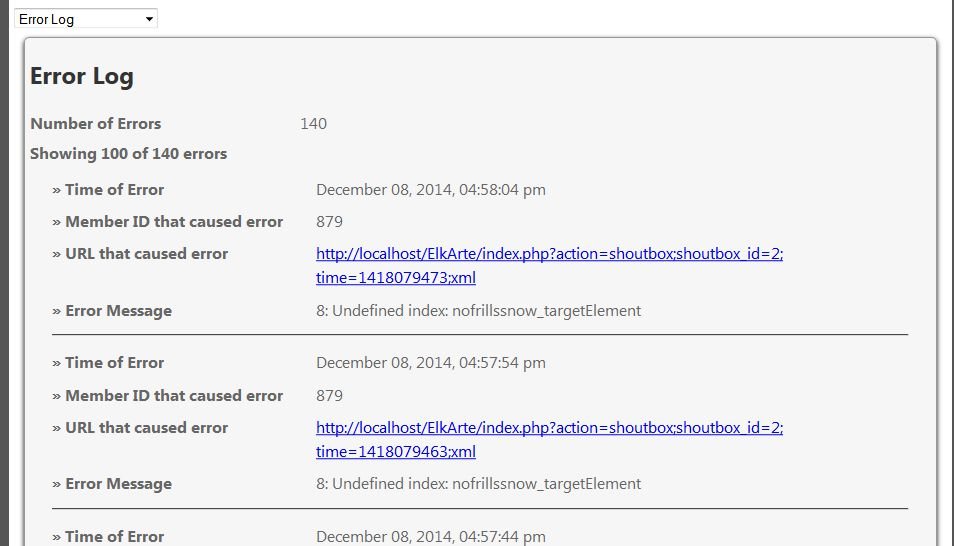 Error Log
Error Log
Number of Errors 140
Showing 100 of 140 errors
» Time of Error December 08, 2014, 04:58:04 pm
» Member ID that caused error 879
» URL that caused error http://localhost/ElkArte/index.php?action=shoutbox;shoutbox_id=2;
time=1418079473;xml
» Error Message 8: Undefined index: nofrillssnow_targetElement
» Time of Error December 08, 2014, 04:57:54 pm
» Member ID that caused error 879
» URL that caused error http://localhost/ElkArte/index.php?action=shoutbox;shoutbox_id=2;
time=1418079463;xml
» Error Message 8: Undefined index: nofrillssnow_targetElement
» Time of Error December 08, 2014, 04:57:44 pm